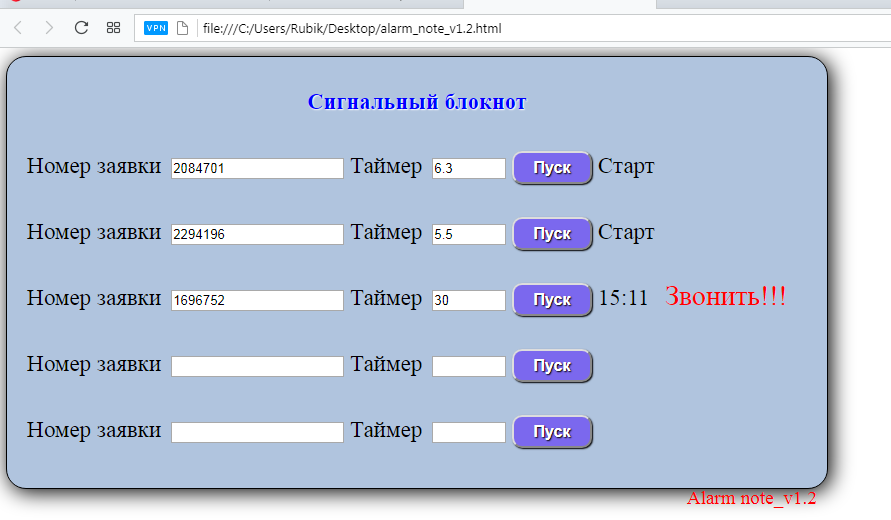 VPN file:///C:/Users/Rubik/Desktop/alarm_note_v1.2.html
Сигнальный блокнот
Номер заявки 2084701 Таймер 6.3 Пуск Старт
Номер заявки 2294196 Таймер 5.5 Пуск Старт
Номер заявки 1696752 Таймер 30 Пуск 15:11 Звонить!!!
Номер заявки Таймер Пуск
Номер заявки Таймер Пуск
Alarm note_v1.2